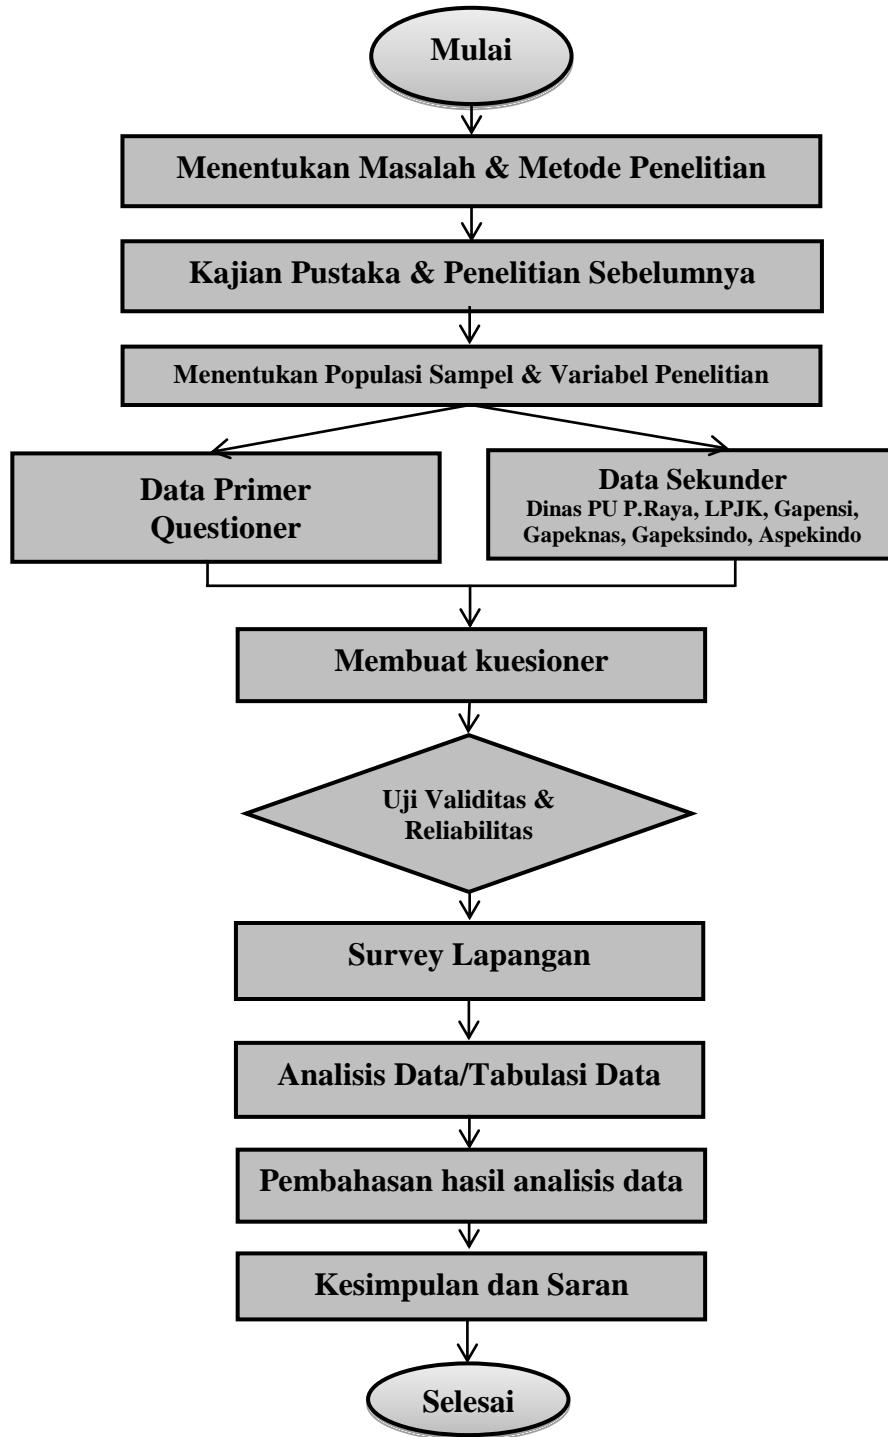 Mulai
Menentukan Masalah & Metode Penelitian
Kajian Pustaka & Penelitian Sebelumnya
Menentukan Populasi Sampel & Variabel Penelitian
Data Primer
Questioner
Data Sekunder
Dinas PU P.Raya, LPJK, Gapensi,
Gapeknas, Gapeksindo, Aspekindo
Membuat kuesioner
Uji Validitas &
Reliabilitas
Survey Lapangan
Analisis Data/Tabulasi Data
Pembahasan hasil analisis data
Kesimpulan dan Saran
Selesai